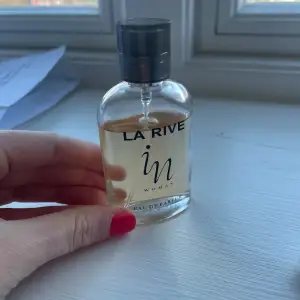 LA RIVE
in
WOMAN
EAU DE PARFUM